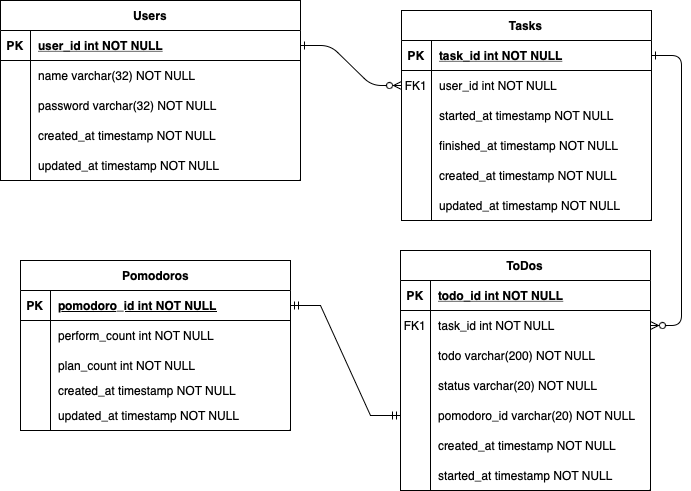 Users
PK user_id int NOT NULL
name varchar(32) NOT NULL
password varchar(32) NOT NULL
created_at timestamp NOT NULL
updated_at timestamp NOT NULL
Tasks
PK task_id int NOT NULL
FK1 user_id int NOT NULL
started_at timestamp NOT NULL
finished_at timestamp NOT NULL
created_at timestamp NOT NULL
updated_at timestamp NOT NULL
Pomodoros
PK pomodoro_id int NOT NULL
perform_count int NOT NULL
plan_count int NOT NULL
created_at timestamp NOT NULL
updated_at timestamp NOT NULL
ToDos
PK todo_id int NOT NULL
FK1 task_id int NOT NULL
todo varchar(200) NOT NULL
status varchar(20) NOT NULL
pomodoro_id varchar(20) NOT NULL
created_at timestamp NOT NULL
started_at timestamp NOT NULL